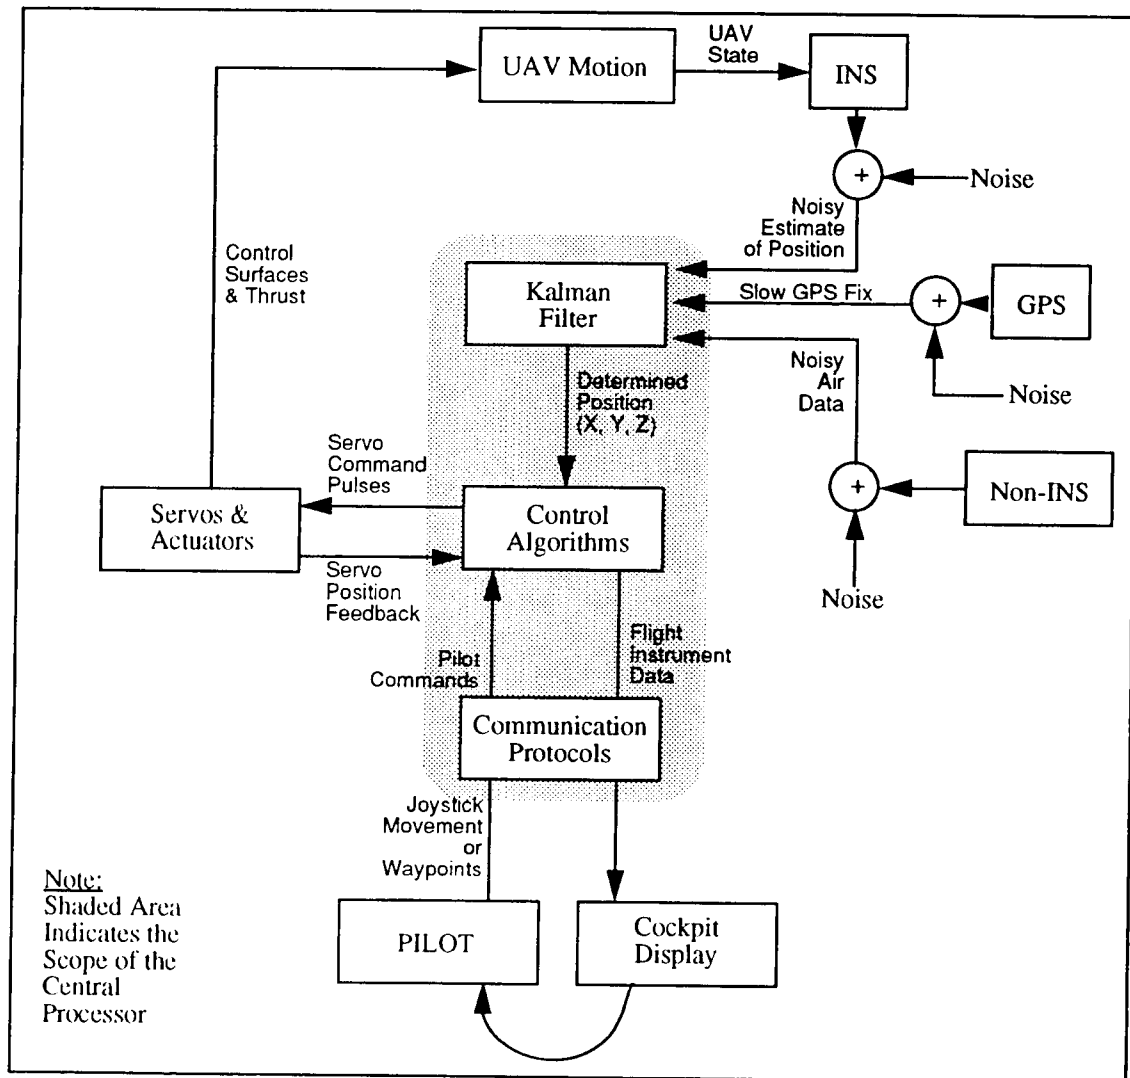 UAV Motion
UAV
State
INS
+
Noise
Noisy
Estimate
of Position
Control
Surfaces
& Thrust
Kalman
Filter
Slow GPS Fix
+
GPS
Noise
Noisy
Air
Data
Determined
Position
(X, Y, Z)
Servo
Command
Pulses
Servos &
Actuators
Control
Algorithms
+
Non-INS
Noise
Servo
Position
Feedback
Pilot
Commands
Flight
Instrument
Data
Communication
Protocols
Joystick
Movement
or
Waypoints
Note:
Shaded Area
Indicates the
Scope of the
Central
Processor
PILOT
Cockpit
Display